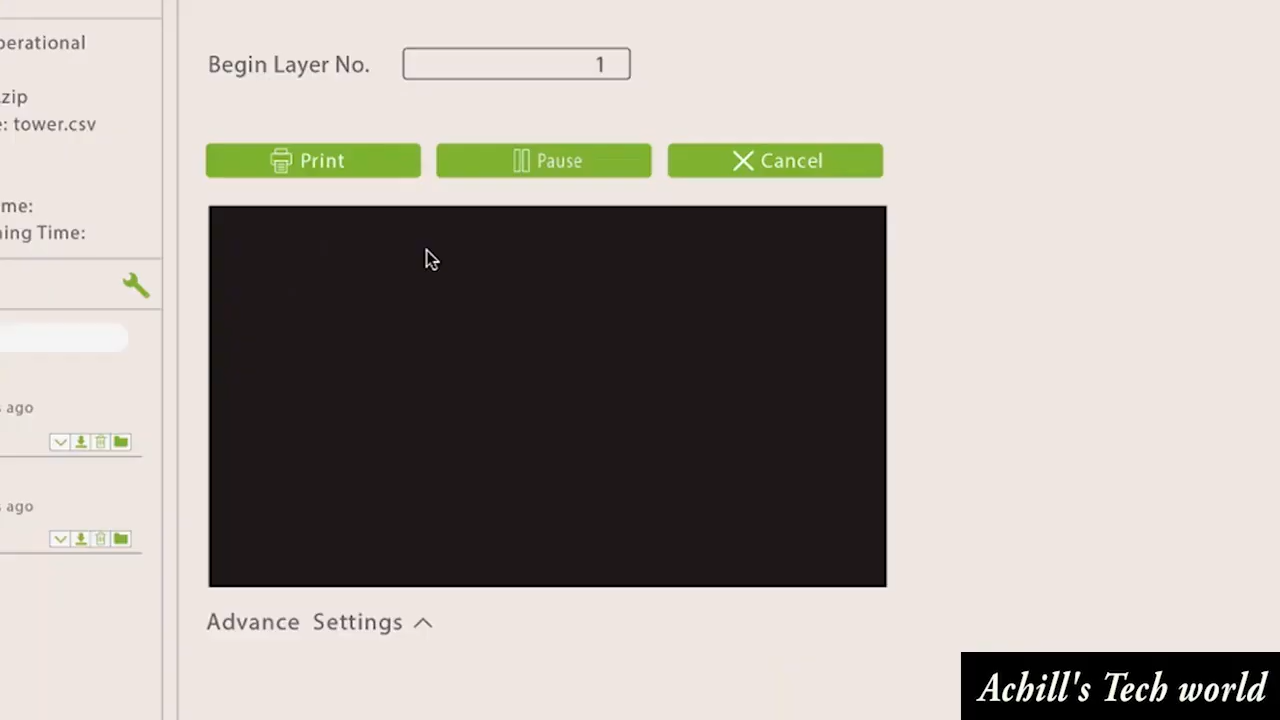 perational
.zip
e: tower.csv
me:
ning Time:
s ago
s ago
Begin Layer No. 1
Print Pause Cancel
Advance Settings
Achill's Tech world